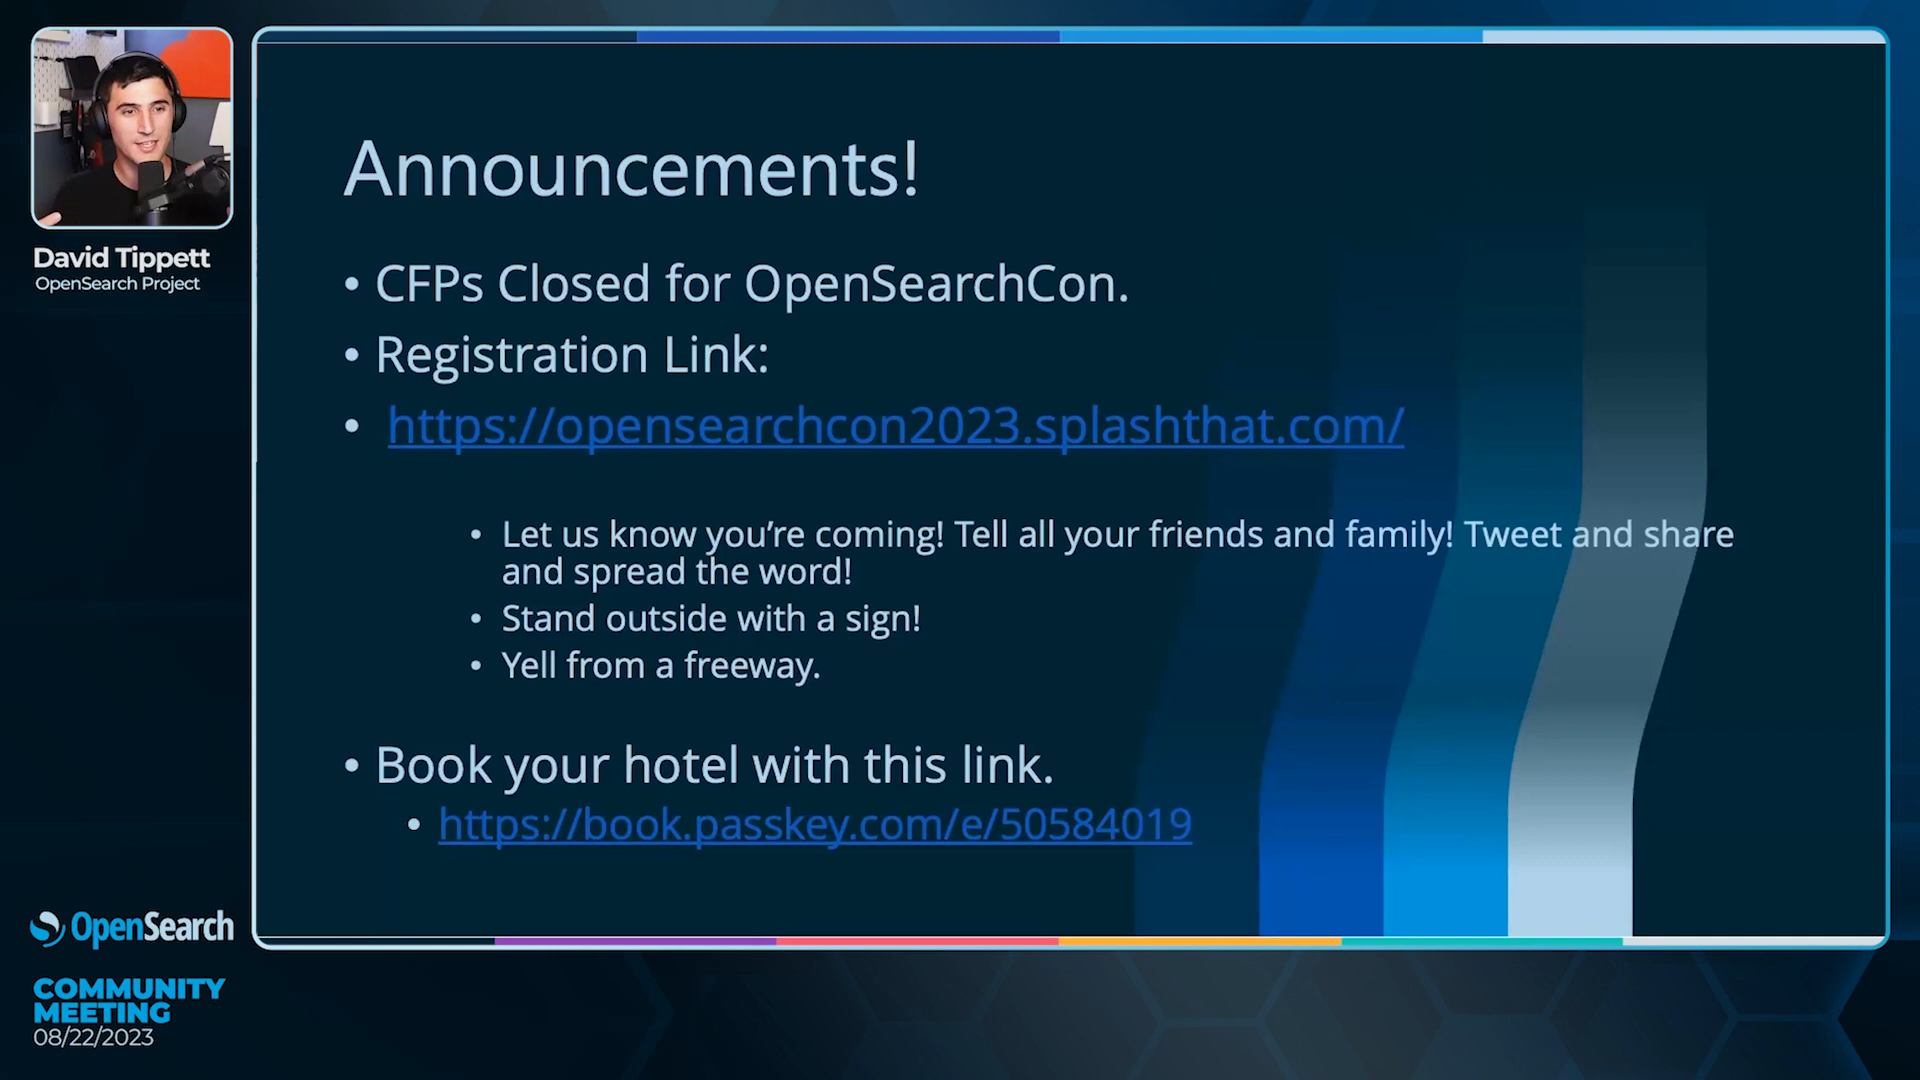 David Tippett
OpenSearch Project
Announcements!
• CFPs Closed for OpenSearchCon.
• Registration Link:
• https://opensearchcon2023.splashthat.com/
• Let us know you’re coming! Tell all your friends and family! Tweet and share
and spread the word!
• Stand outside with a sign!
• Yell from a freeway.
• Book your hotel with this link.
• https://book.passkey.com/e/50584019
OpenSearch
COMMUNITY
MEETING
08/22/2023